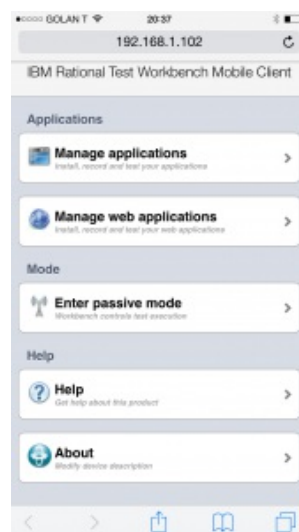 GOLAN T 20:37
192.168.1.102
IBM Rational Test Workbench Mobile Client
Applications
Manage applications
Install, record and test your applications
Manage web applications
Install, record and test your web applications
Mode
Enter passive mode
Workbench controls test execution
Help
Help
Get help about this product
About
Modify device description